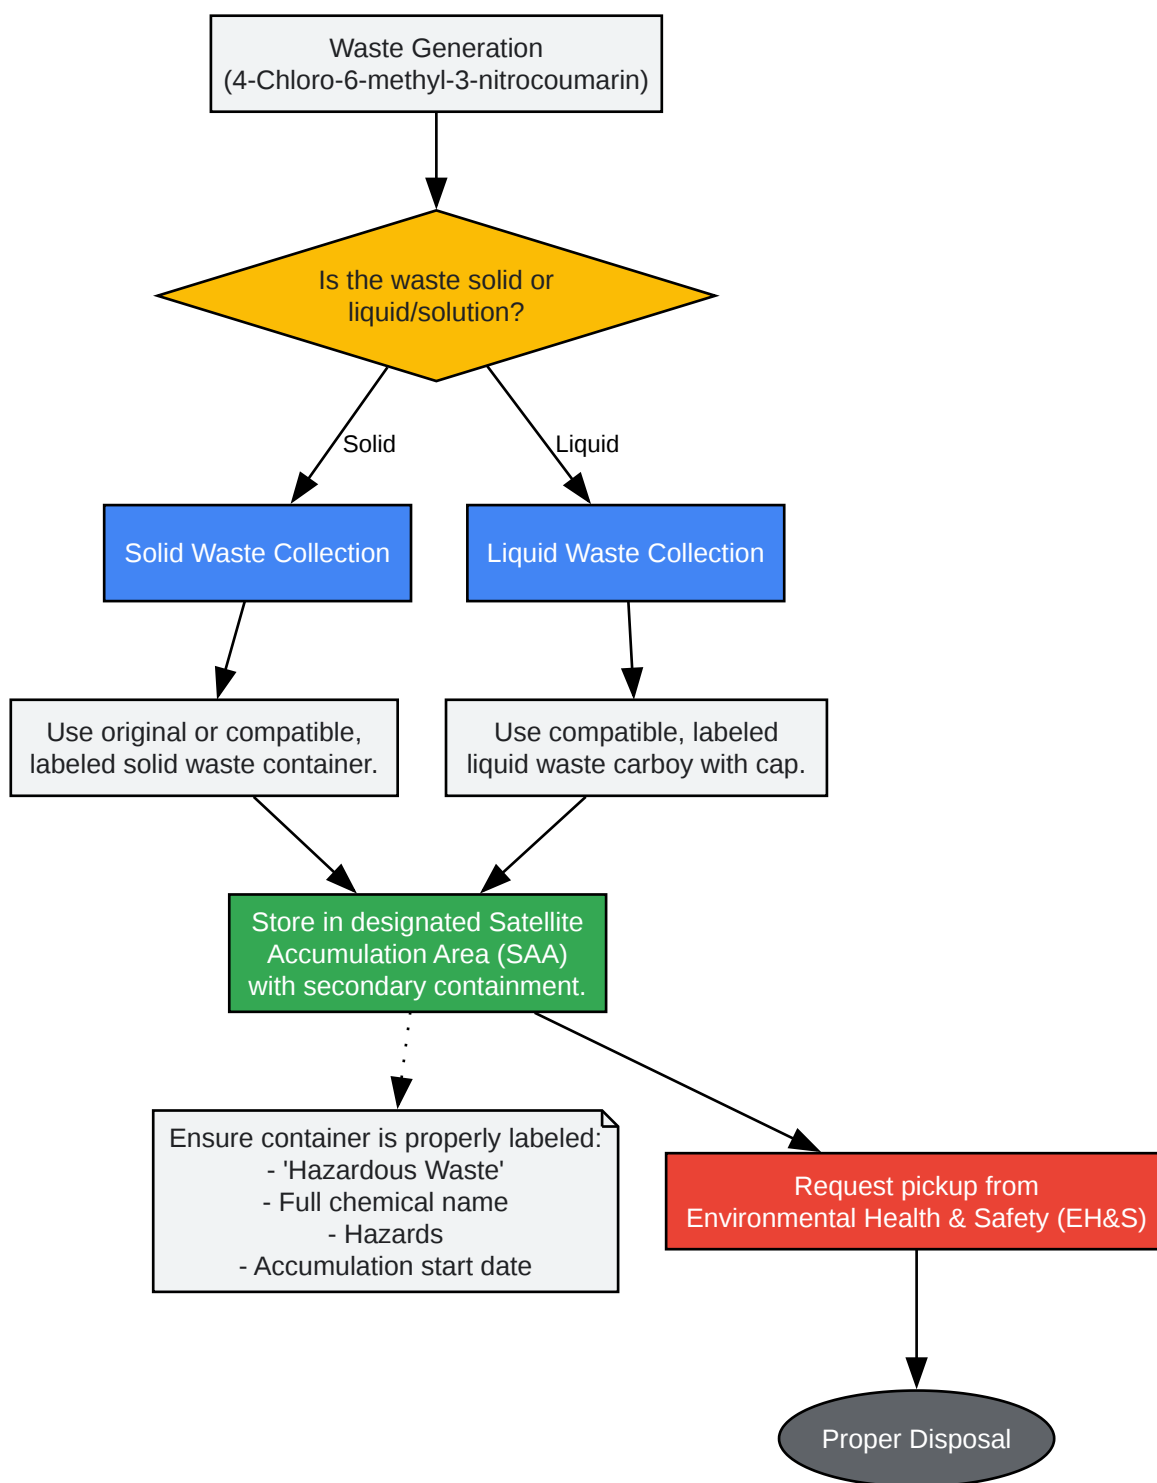 Waste Generation
(4-Chloro-6-methyl-3-nitrocoumarin)
Is the waste solid or
liquid/solution?
Solid
Liquid
Solid Waste Collection
Liquid Waste Collection
Use original or compatible,
labeled solid waste container.
Use compatible, labeled
liquid waste carboy with cap.
Store in designated Satellite
Accumulation Area (SAA)
with secondary containment.
Ensure container is properly labeled:
- 'Hazardous Waste'
- Full chemical name
- Hazards
- Accumulation start date
Request pickup from
Environmental Health & Safety (EH&S)
Proper Disposal